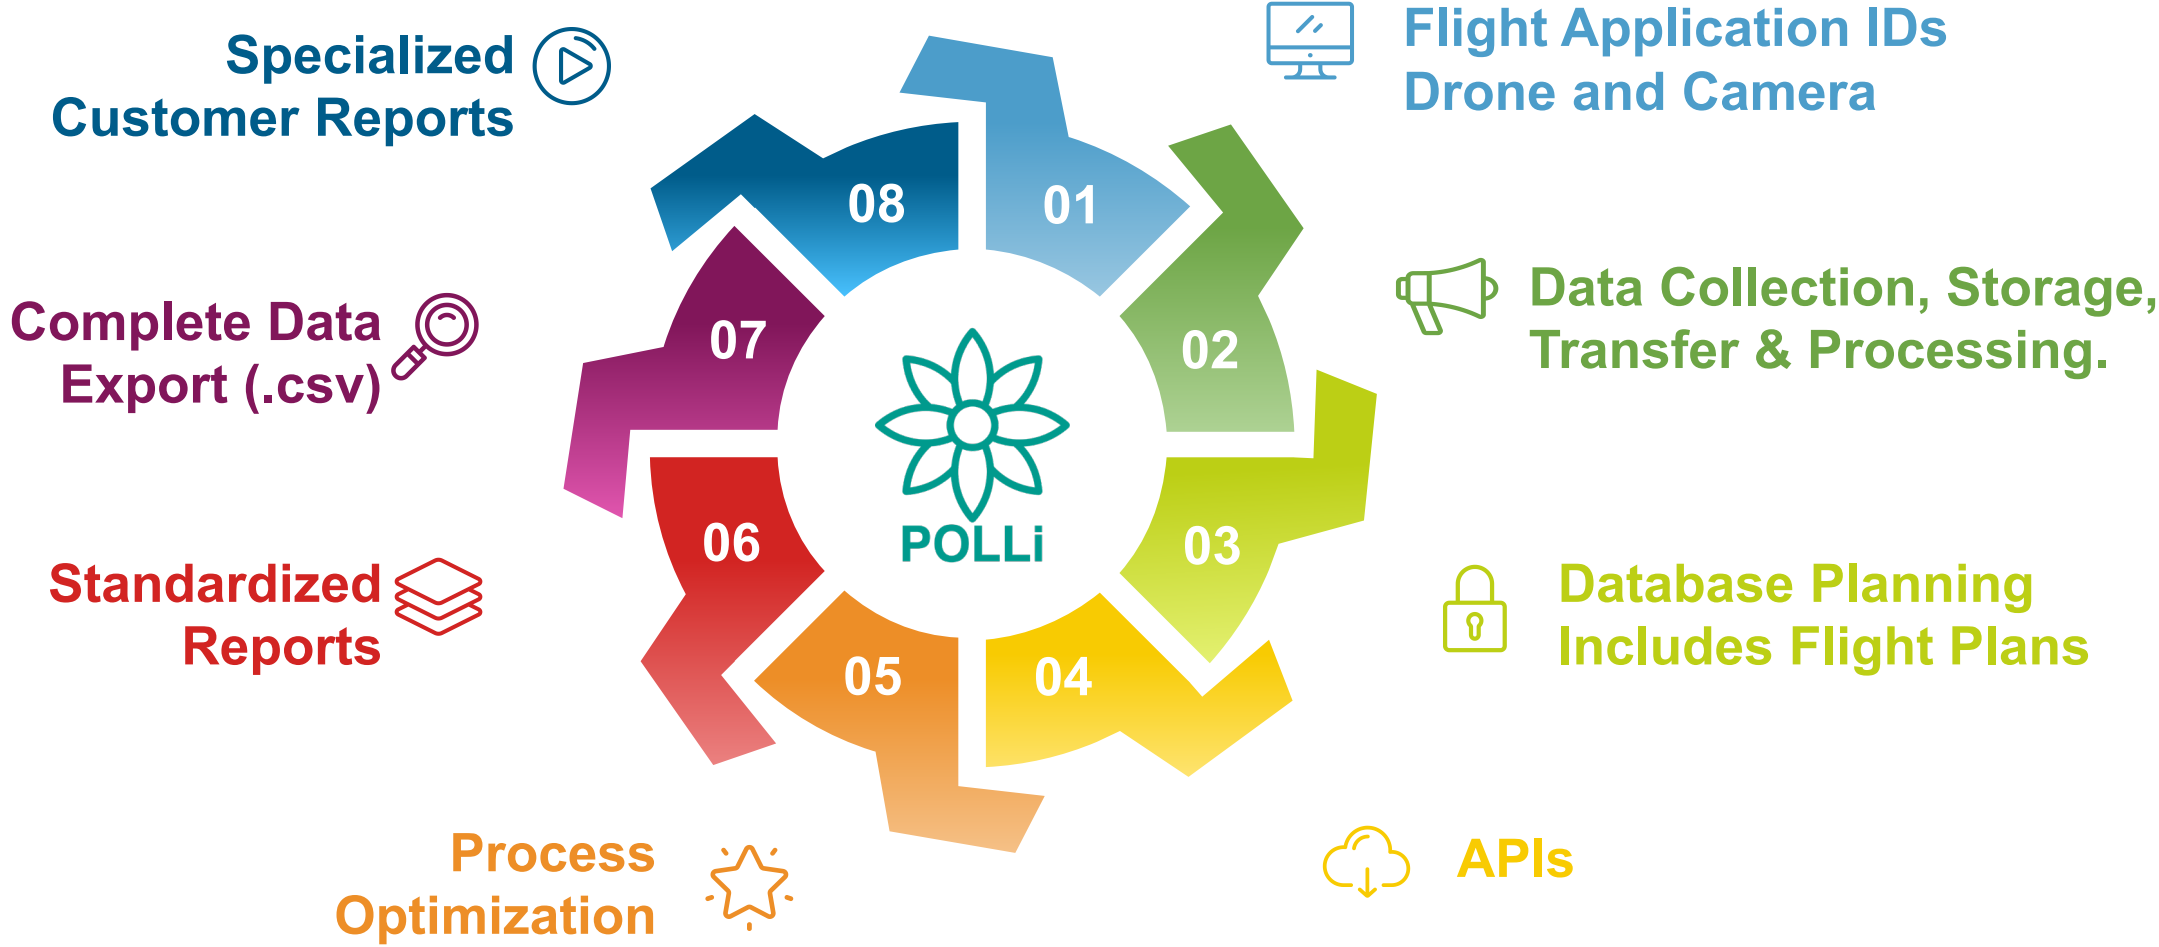 Specialized
Customer Reports
Flight Application IDs
Drone and Camera
08
01
Complete Data
Export (.csv)
07
02
Data Collection, Storage,
Transfer & Processing.
POLLi
Standardized
Reports
06
03
Database Planning
Includes Flight Plans
05
04
Process
Optimization
APIs